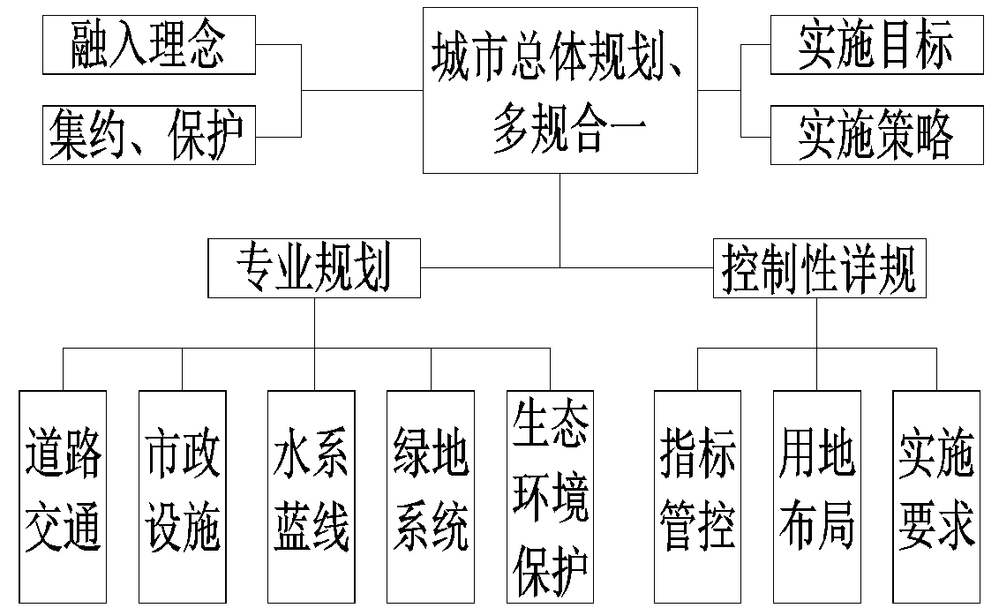 融入理念
集约、保护
城市总体规划、
多规合一
实施目标
实施策略
专业规划
控制性详规
道路
交通
市政
设施
水系
蓝线
绿地
系统
生态
环境
保护
指标
管控
用地
布局
实施
要求